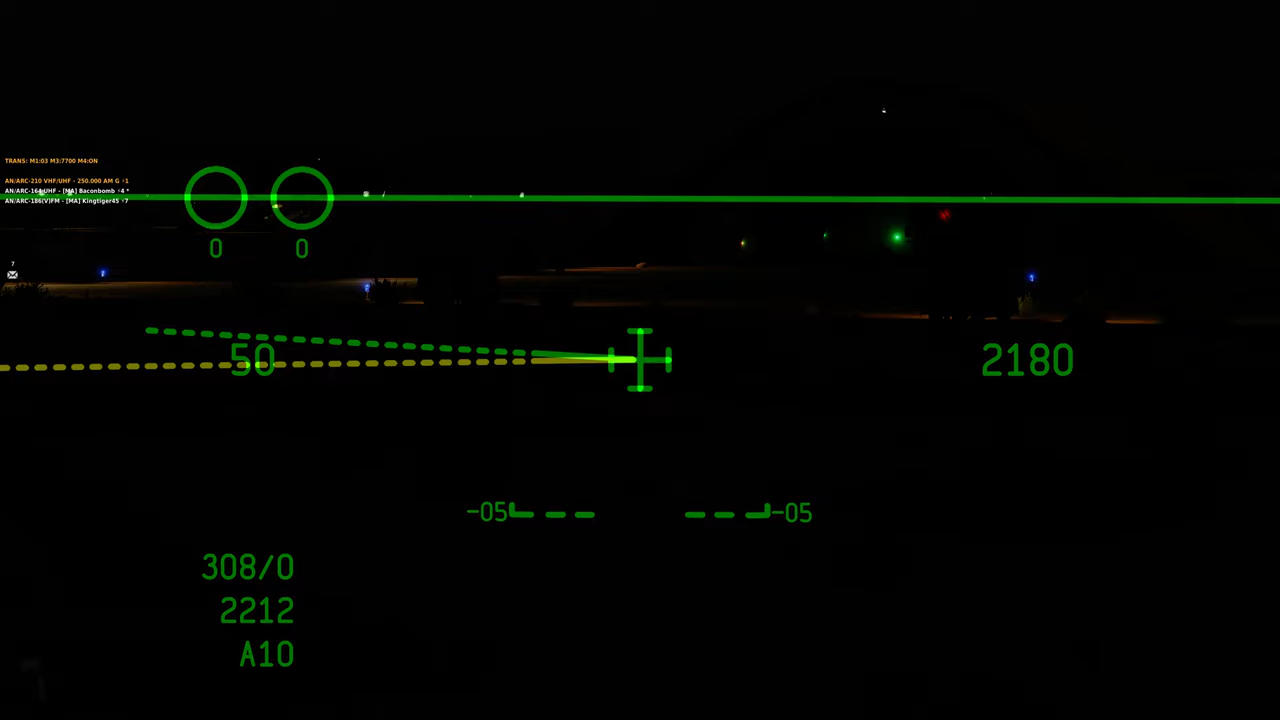 TRANS: M1:03 M3:7700 M4:ON
AN/ARC-210 VHF/UHF - 250.000 AM G ⚡1
AN/ARC-164 UHF - [MA] Baconbomb ⚡4 *
AN/ARC-186(V)FM - [MA] Kingtiger45 ⚡7
0 0
7
50 2180
-05 -05
308/0
2212
A10